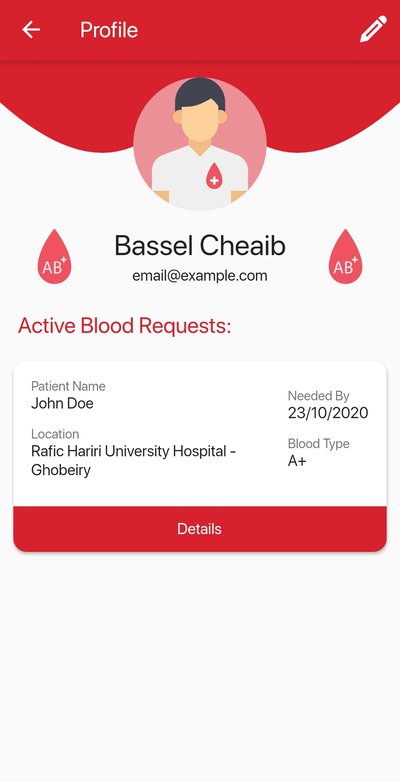 Profile
AB+
Bassel Cheaib
AB+
email@example.com
Active Blood Requests:
Patient Name
John Doe
Needed By
23/10/2020
Location
Rafic Hariri University Hospital -
Ghobeiry
Blood Type
A+
Details